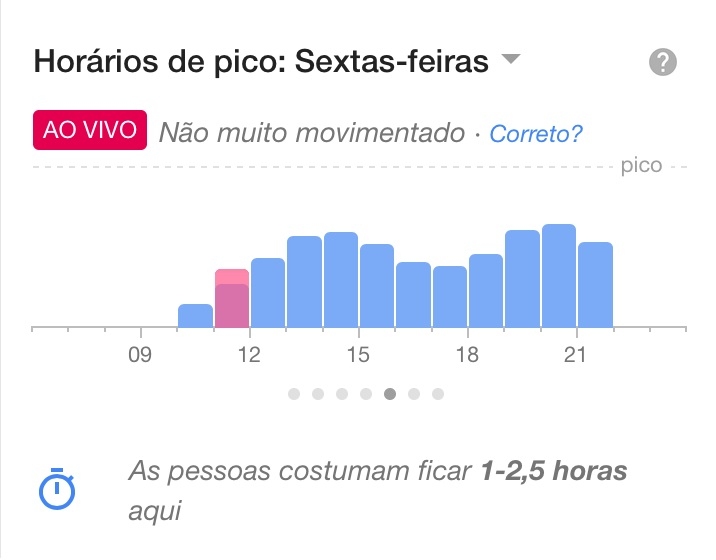 Horários de pico: Sextas-feiras
AO VIVO Não muito movimentado · Correto?
pico
09 12 15 18 21
As pessoas costumam ficar 1-2,5 horas
aqui